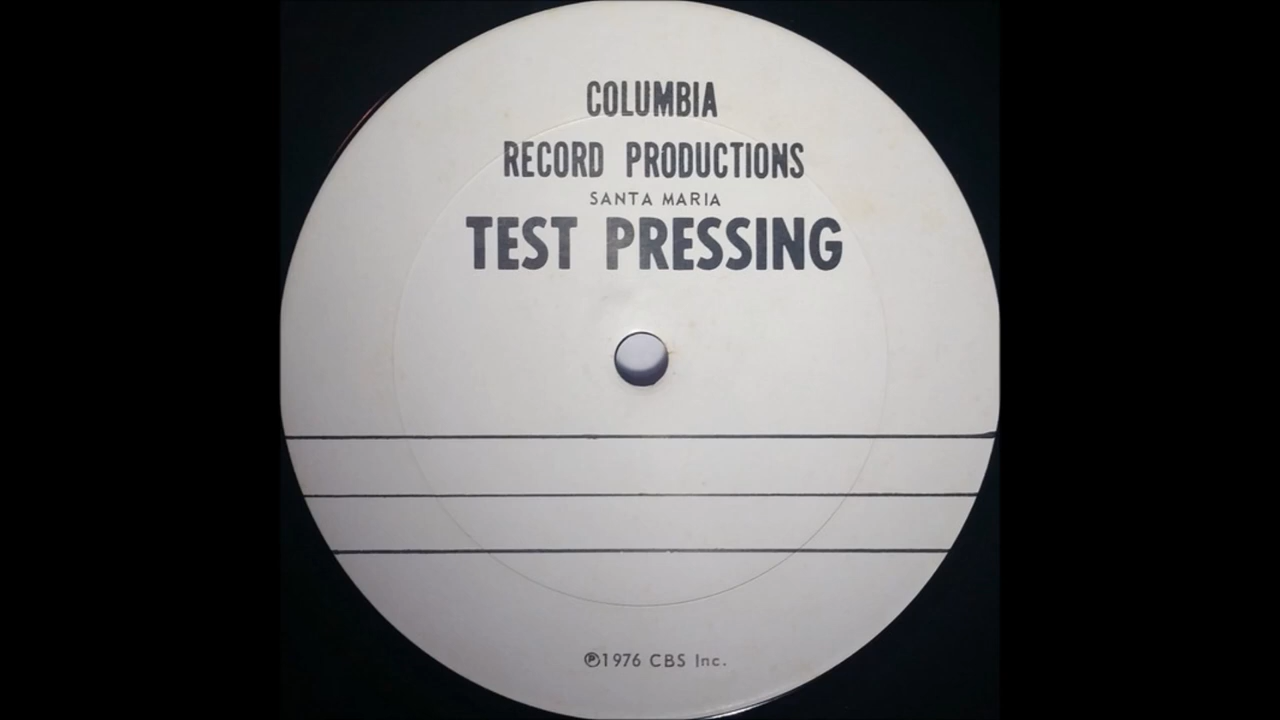 COLUMBIA
RECORD PRODUCTIONS
SANTA MARIA
TEST PRESSING
℗1976 CBS Inc.